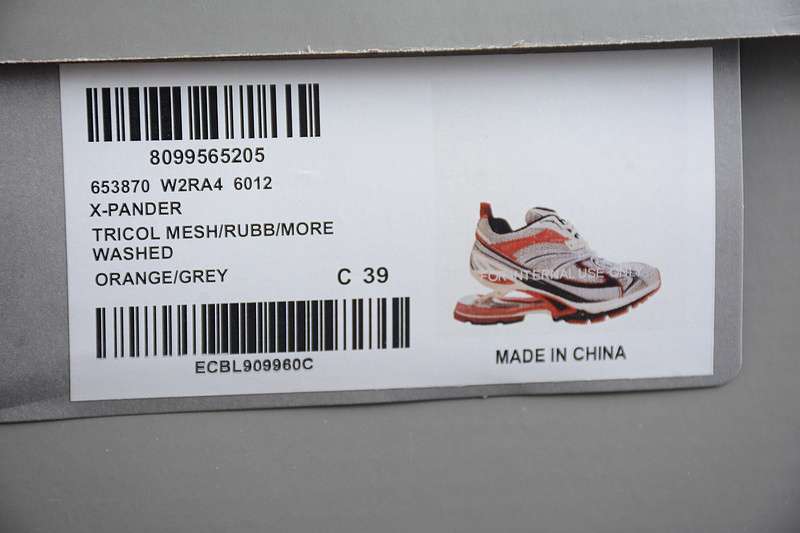 8099565205
653870 W2RA4 6012
X-PANDER
TRICOL MESH/RUBB/MORE
WASHED
ORANGE/GREY C 39
ECBL909960C
FOR INTERNAL USE ONLY
MADE IN CHINA